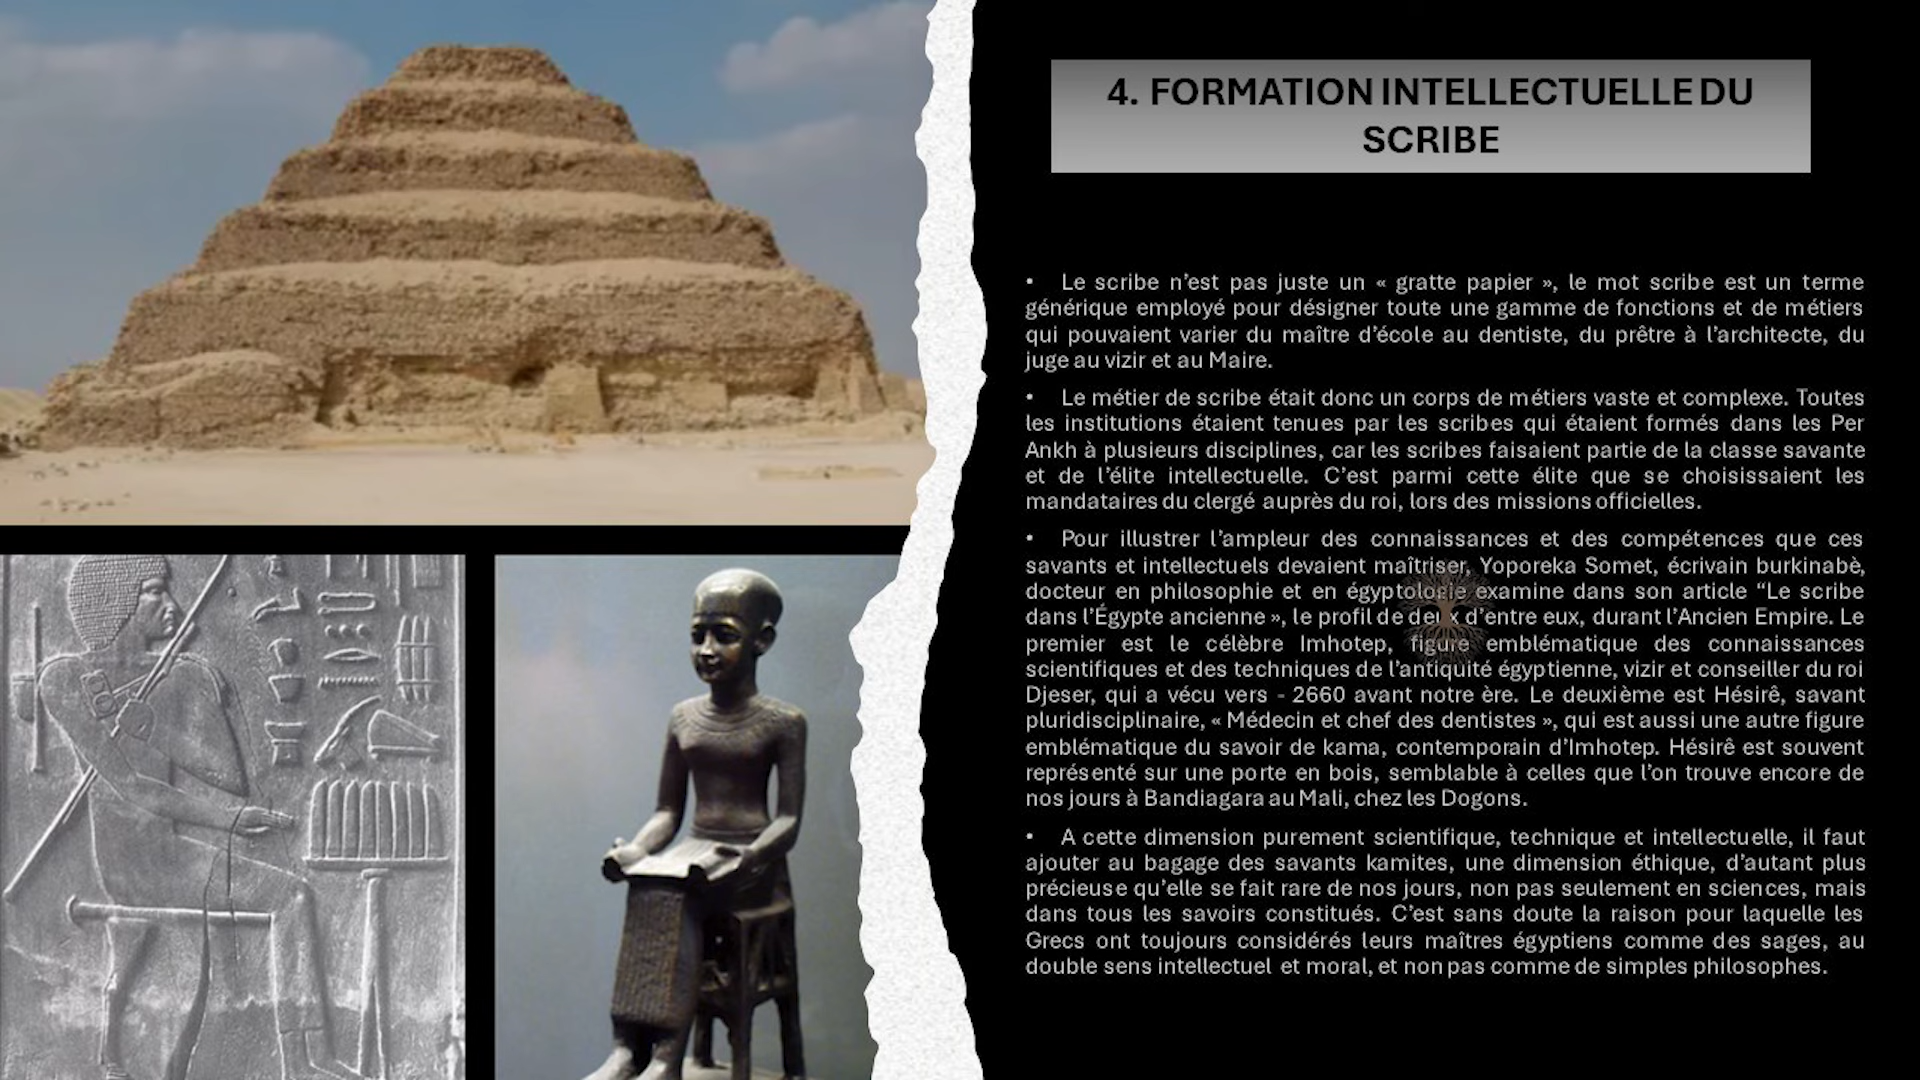 4. FORMATION INTELLECTUELLE DU
SCRIBE
• Le scribe n’est pas juste un « gratte papier », le mot scribe est un terme
générique employé pour désigner toute une gamme de fonctions et de métiers
qui pouvaient varier du maître d’école au dentiste, du prêtre à l’architecte, du
juge au vizir et au Maire.
• Le métier de scribe était donc un corps de métiers vaste et complexe. Toutes
les institutions étaient tenues par les scribes qui étaient formés dans les Per
Ankh à plusieurs disciplines, car les scribes faisaient partie de la classe savante
et de l’élite intellectuelle. C’est parmi cette élite que se choisissaient les
mandataires du clergé auprès du roi, lors des missions officielles.
• Pour illustrer l’ampleur des connaissances et des compétences que ces
savants et intellectuels devaient maîtriser, Yoporeka Somet, écrivain burkinabè,
docteur en philosophie et en égyptologie examine dans son article “Le scribe
dans l’Égypte ancienne », le profil de deux d’entre eux, durant l’Ancien Empire. Le
premier est le célèbre Imhotep, figure emblématique des connaissances
scientifiques et des techniques de l’antiquité égyptienne, vizir et conseiller du roi
Djeser, qui a vécu vers - 2660 avant notre ère. Le deuxième est Hésirê, savant
pluridisciplinaire, « Médecin et chef des dentistes », qui est aussi une autre figure
emblématique du savoir de kama, contemporain d’Imhotep. Hésirê est souvent
représenté sur une porte en bois, semblable à celles que l’on trouve encore de
nos jours à Bandiagara au Mali, chez les Dogons.
• A cette dimension purement scientifique, technique et intellectuelle, il faut
ajouter au bagage des savants kamites, une dimension éthique, d’autant plus
précieuse qu’elle se fait rare de nos jours, non pas seulement en sciences, mais
dans tous les savoirs constitués. C’est sans doute la raison pour laquelle les
Grecs ont toujours considérés leurs maîtres égyptiens comme des sages, au
double sens intellectuel et moral, et non pas comme de simples philosophes.